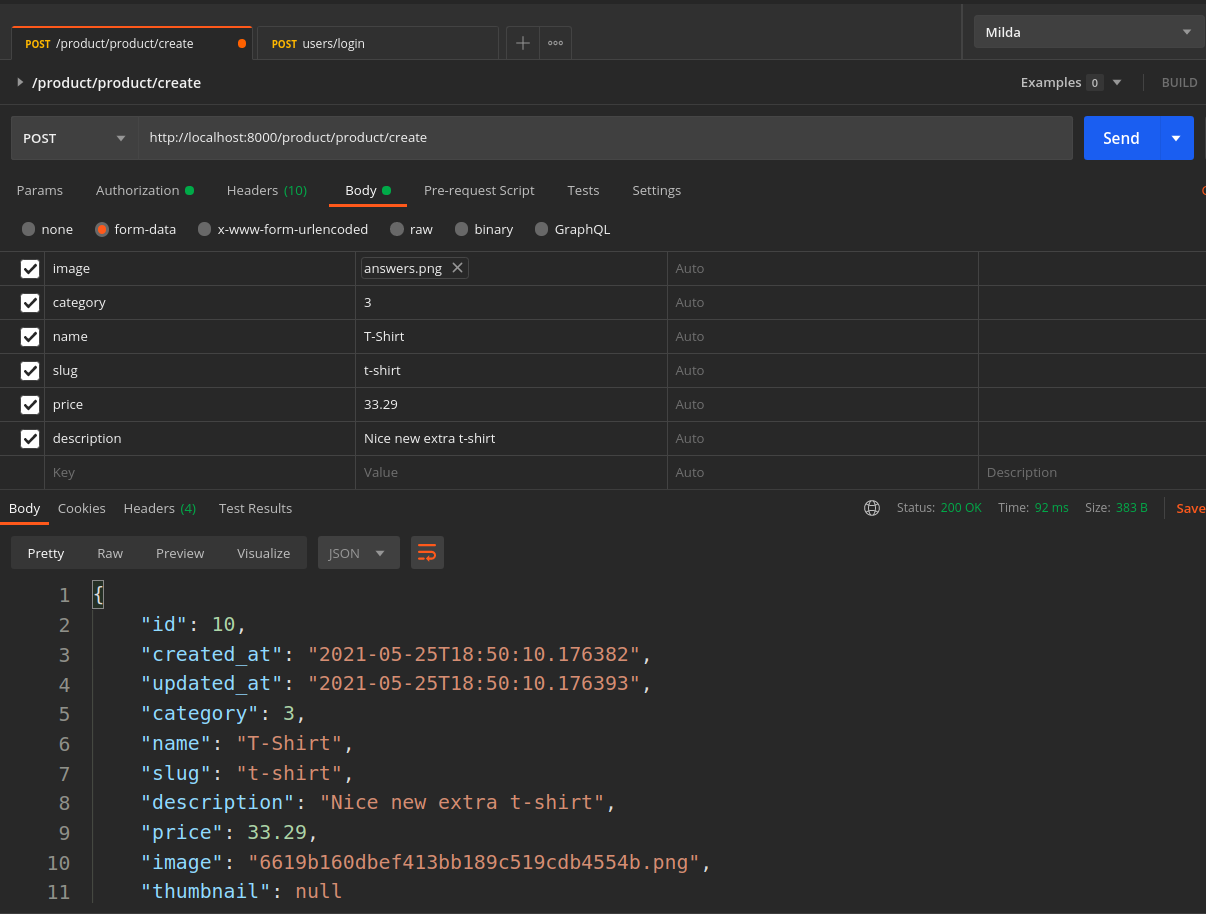 POST /product/product/create POST users/login Milda
/product/product/create Examples 0 BUILD
POST http://localhost:8000/product/product/create Send
Params Authorization Headers (10) Body Pre-request Script Tests Settings
none form-data x-www-form-urlencoded raw binary GraphQL
image answers.png Auto
category 3 Auto
name T-Shirt Auto
slug t-shirt Auto
price 33.29 Auto
description Nice new extra t-shirt Auto
Key Value Auto Description
Body Cookies Headers (4) Test Results Status: 200 OK Time: 92 ms Size: 383 B Save
Pretty Raw Preview Visualize JSON
1 {
2 "id": 10,
3 "created_at": "2021-05-25T18:50:10.176382",
4 "updated_at": "2021-05-25T18:50:10.176393",
5 "category": 3,
6 "name": "T-Shirt",
7 "slug": "t-shirt",
8 "description": "Nice new extra t-shirt",
9 "price": 33.29,
10 "image": "6619b160dbef413bb189c519cdb4554b.png",
11 "thumbnail": null